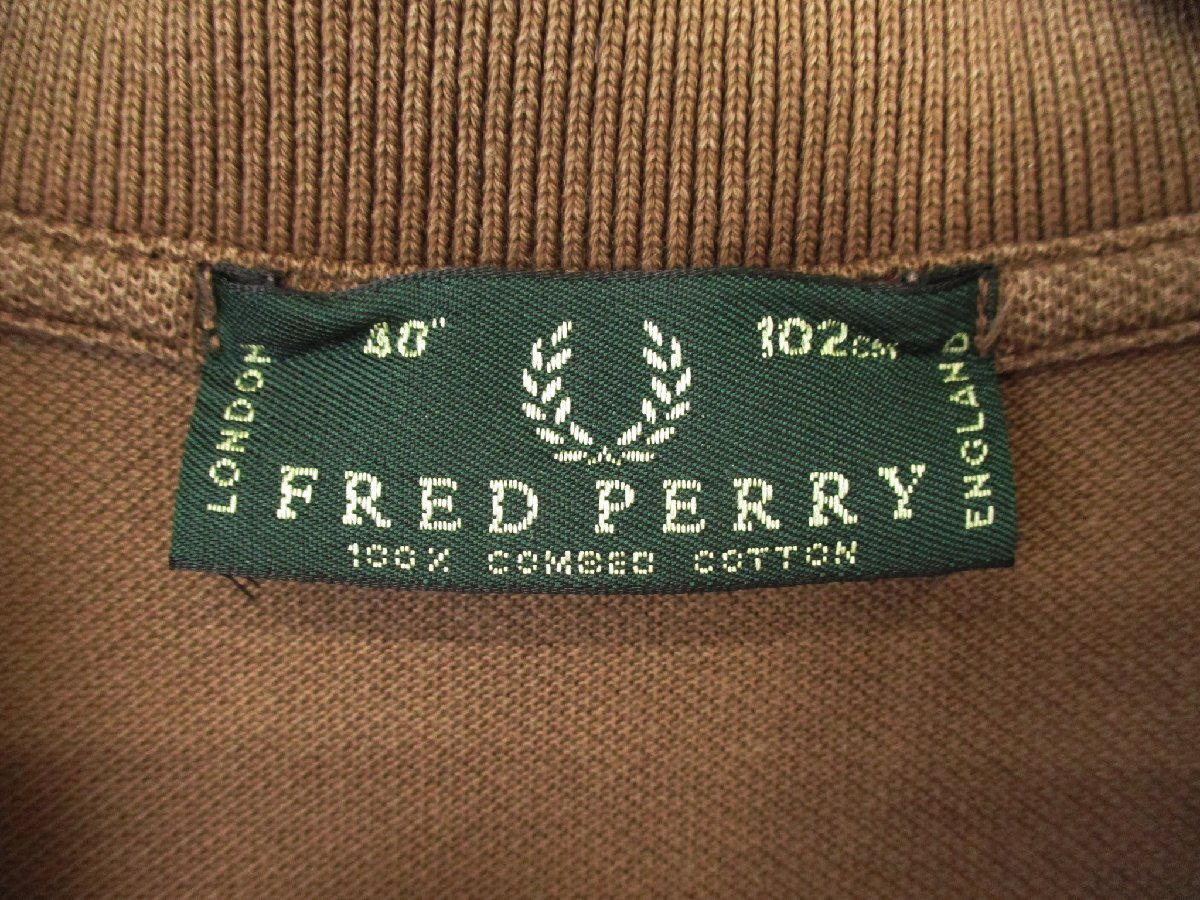 40" 102CM
LONDON
ENGLAND
FRED PERRY
100% COMBED COTTON